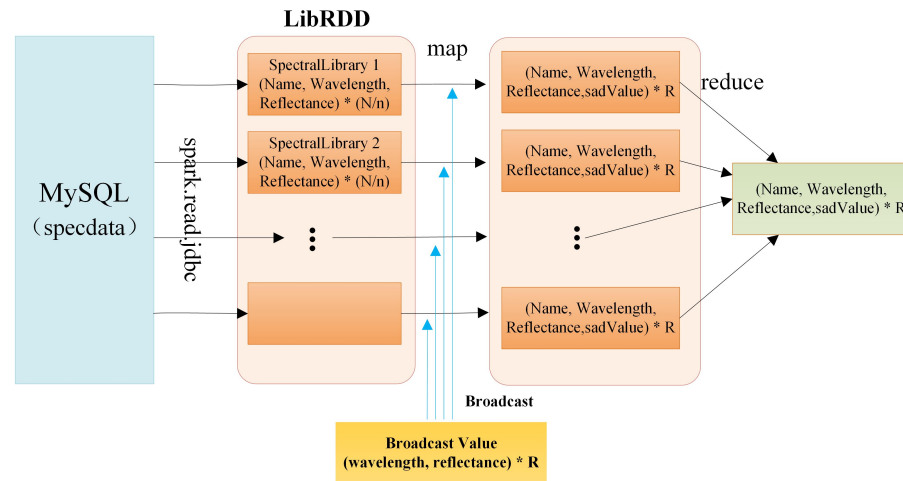 LibRDD
MySQL
（specdata）
spark.read.jdbc
SpectralLibrary 1
(Name, Wavelength,
Reflectance) * (N/n)
SpectralLibrary 2
(Name, Wavelength,
Reflectance) * (N/n)
map
(Name, Wavelength,
Reflectance,sadValue) * R
(Name, Wavelength,
Reflectance,sadValue) * R
(Name, Wavelength,
Reflectance,sadValue) * R
reduce
(Name, Wavelength,
Reflectance,sadValue) * R
Broadcast
Broadcast Value
(wavelength, reflectance) * R